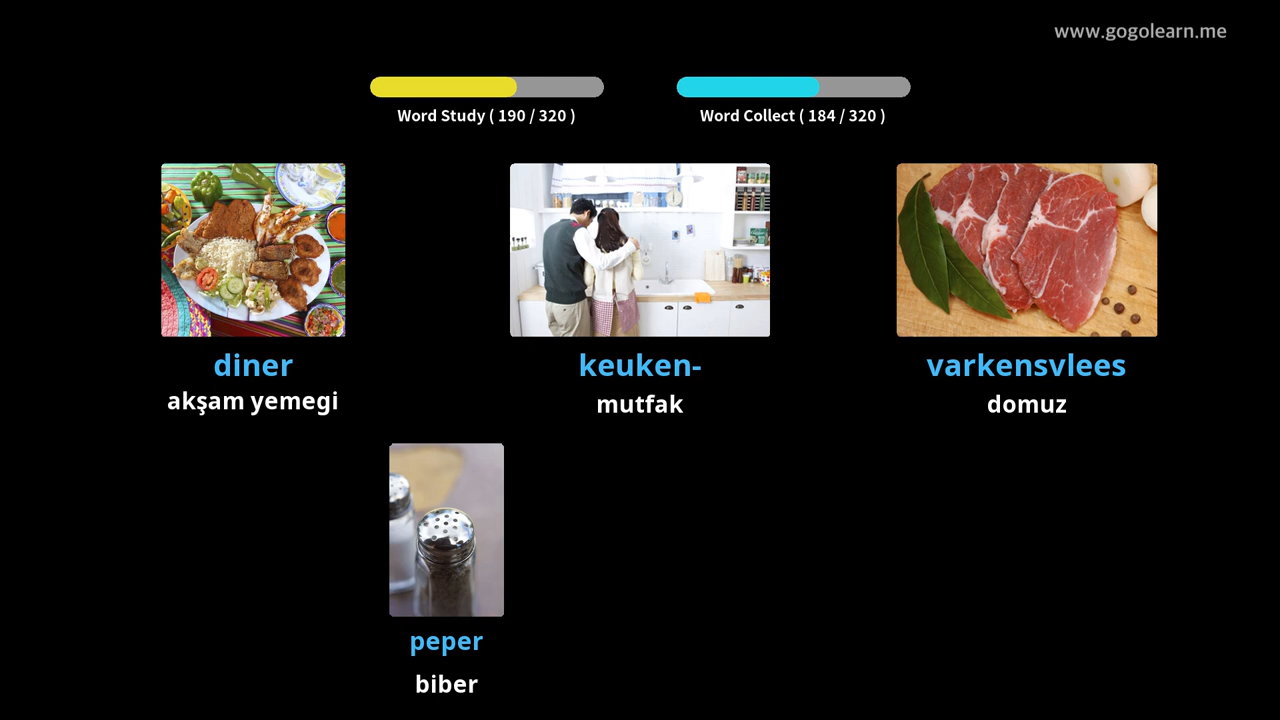 www.gogolearn.me
Word Study ( 190 / 320 )
Word Collect ( 184 / 320 )
diner
akşam yemegi
keuken-
mutfak
varkensvlees
domuz
peper
biber